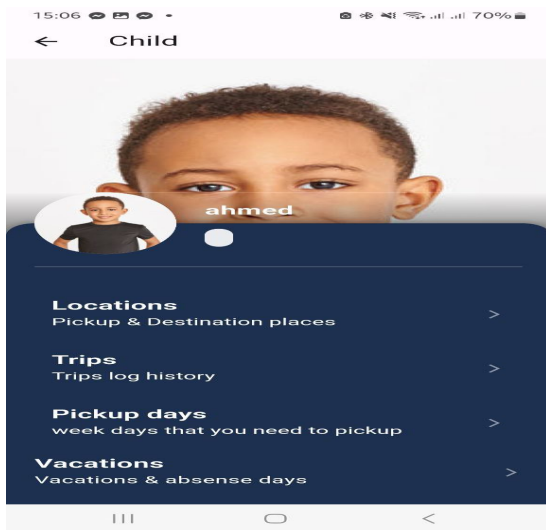 15:06 70%
Child
ahmed
Locations
Pickup & Destination places
Trips
Trips log history
Pickup days
week days that you need to pickup
Vacations
Vacations & absense days